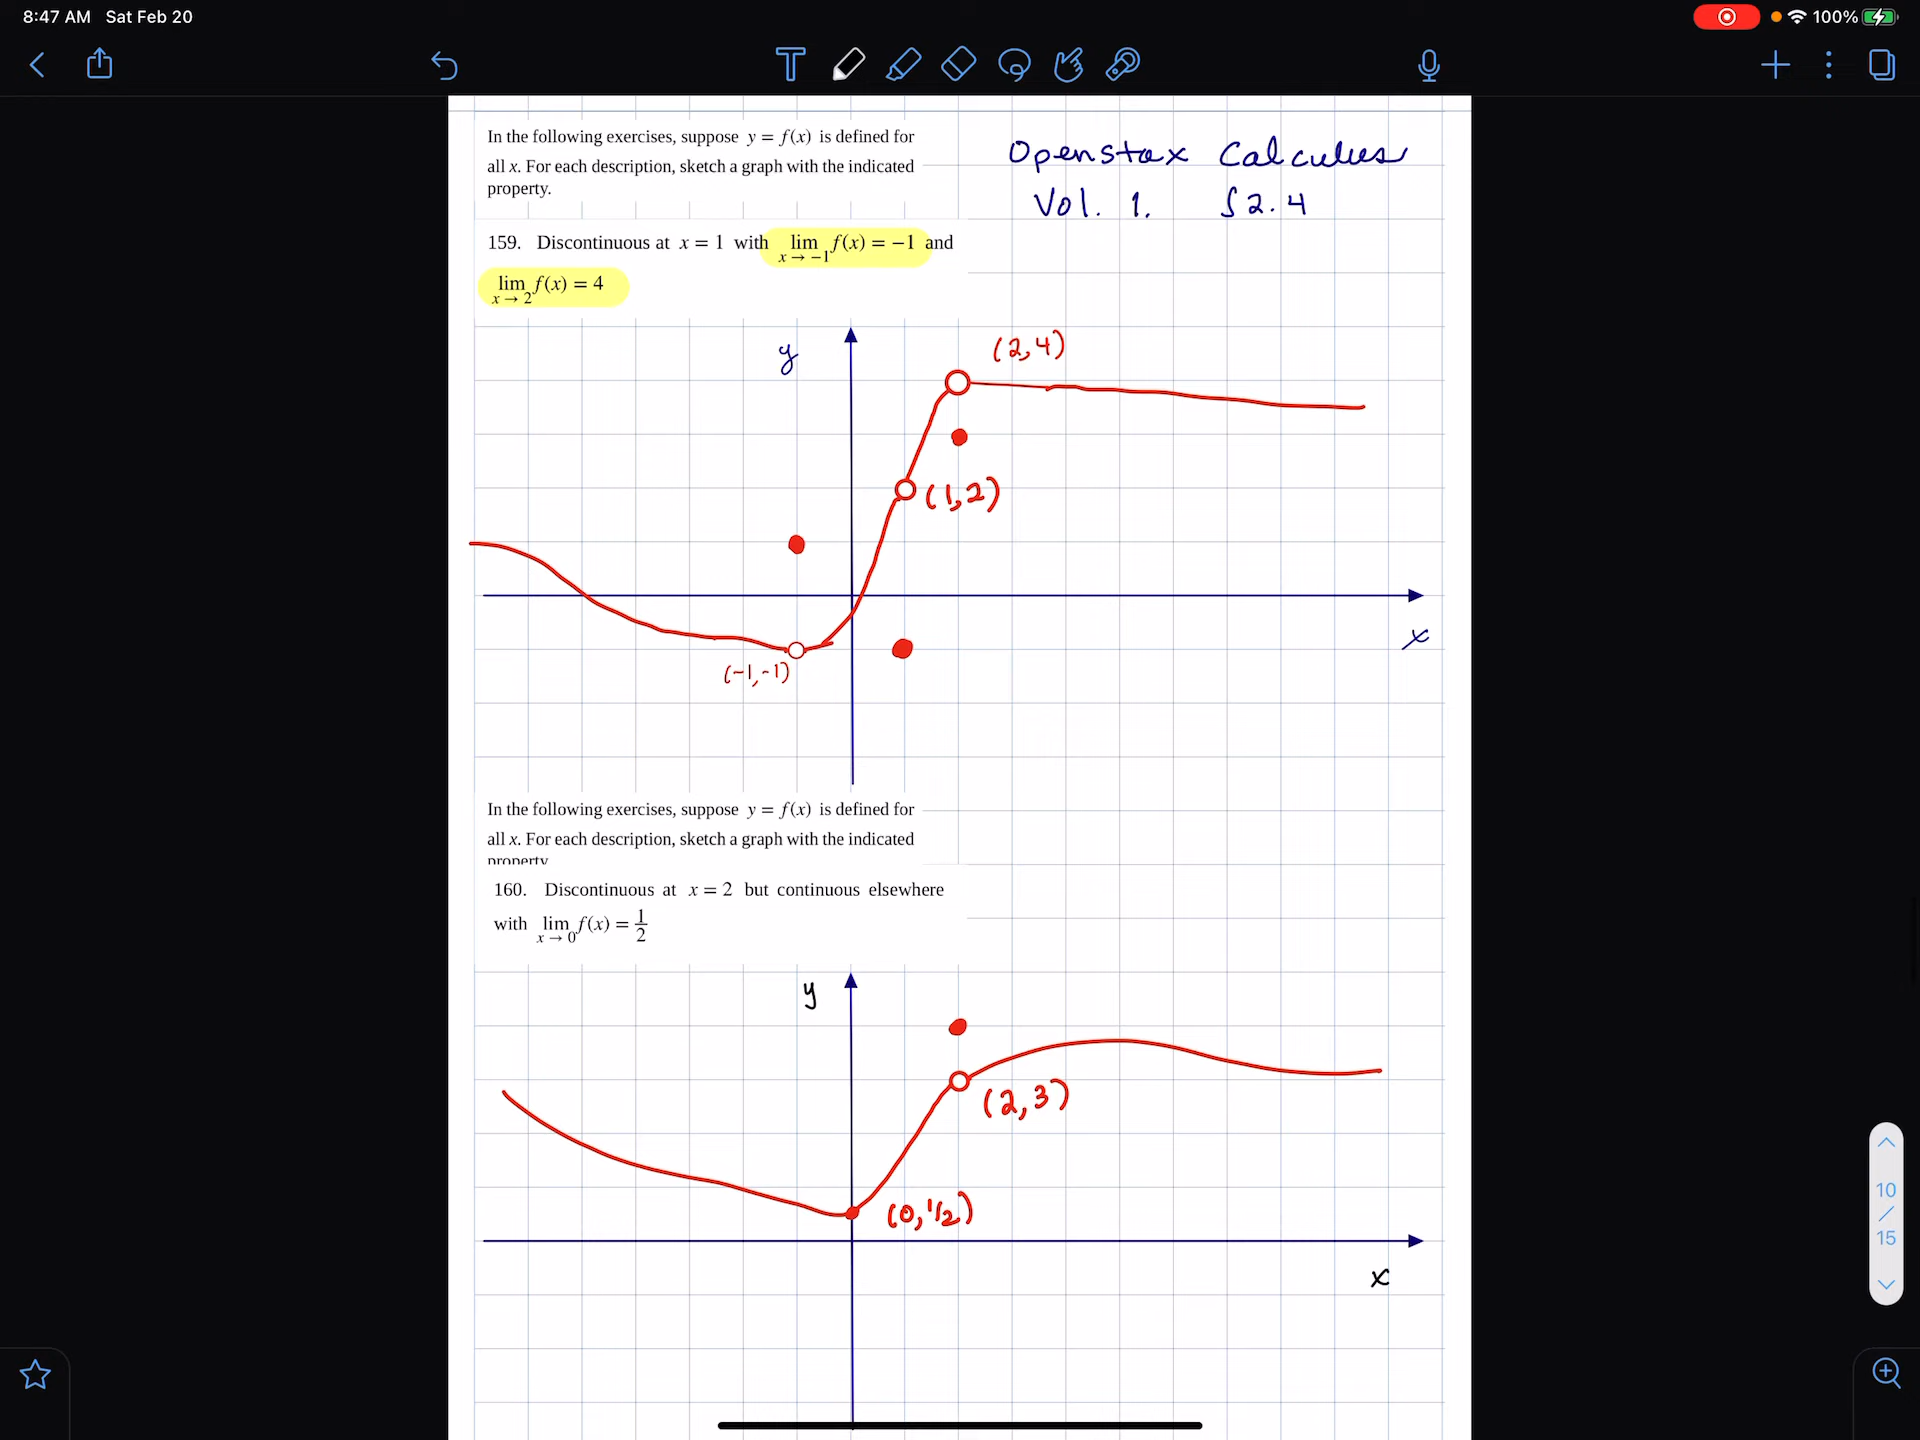 8:47 AM Sat Feb 20
100%
In the following exercises, suppose y = f(x) is defined for
all x. For each description, sketch a graph with the indicated
property.
Openstax Calculus
Vol. 1. §2.4
159. Discontinuous at x = 1 with lim x → −1 f(x) = −1 and
lim x → 2 f(x) = 4
y
(2,4)
(1,2)
x
(-1,-1)
In the following exercises, suppose y = f(x) is defined for
all x. For each description, sketch a graph with the indicated
property
160. Discontinuous at x = 2 but continuous elsewhere
with lim x → 0 f(x) = 1/2
y
(2,3)
(0,1/2)
x
10
/
15